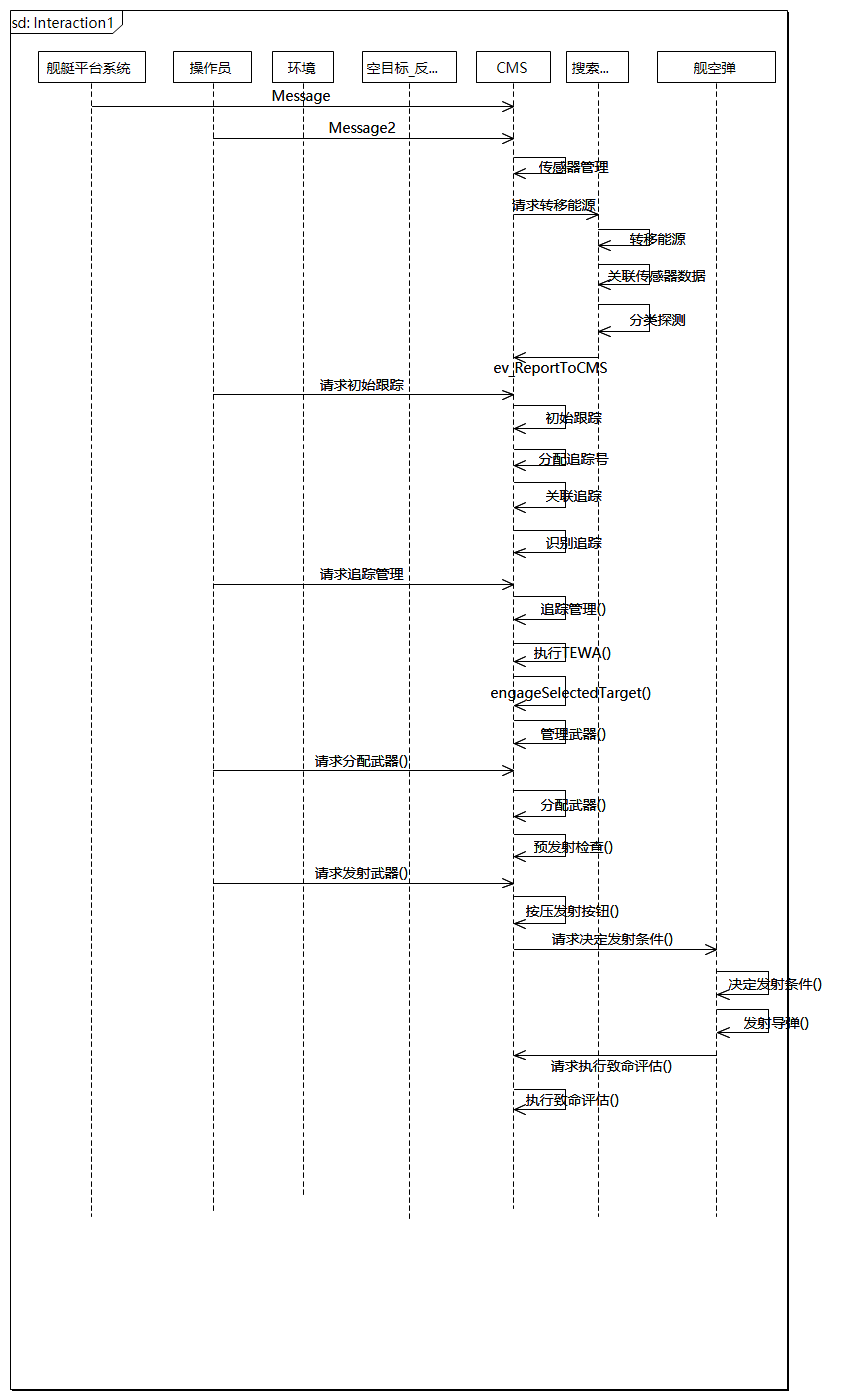 sd: Interaction1
舰艇平台系统
操作员
环境
空目标_反...
CMS
搜索...
舰空弹
Message
Message2
传感器管理
请求转移能源
转移能源
关联传感器数据
分类探测
ev_ReportToCMS
请求初始跟踪
初始跟踪
分配追踪号
关联追踪
识别追踪
请求追踪管理
追踪管理()
执行TEWA()
engageSelectedTarget()
管理武器()
请求分配武器()
分配武器()
预发射检查()
请求发射武器()
按压发射按钮()
请求决定发射条件()
决定发射条件()
发射导弹()
请求执行致命评估()
执行致命评估()